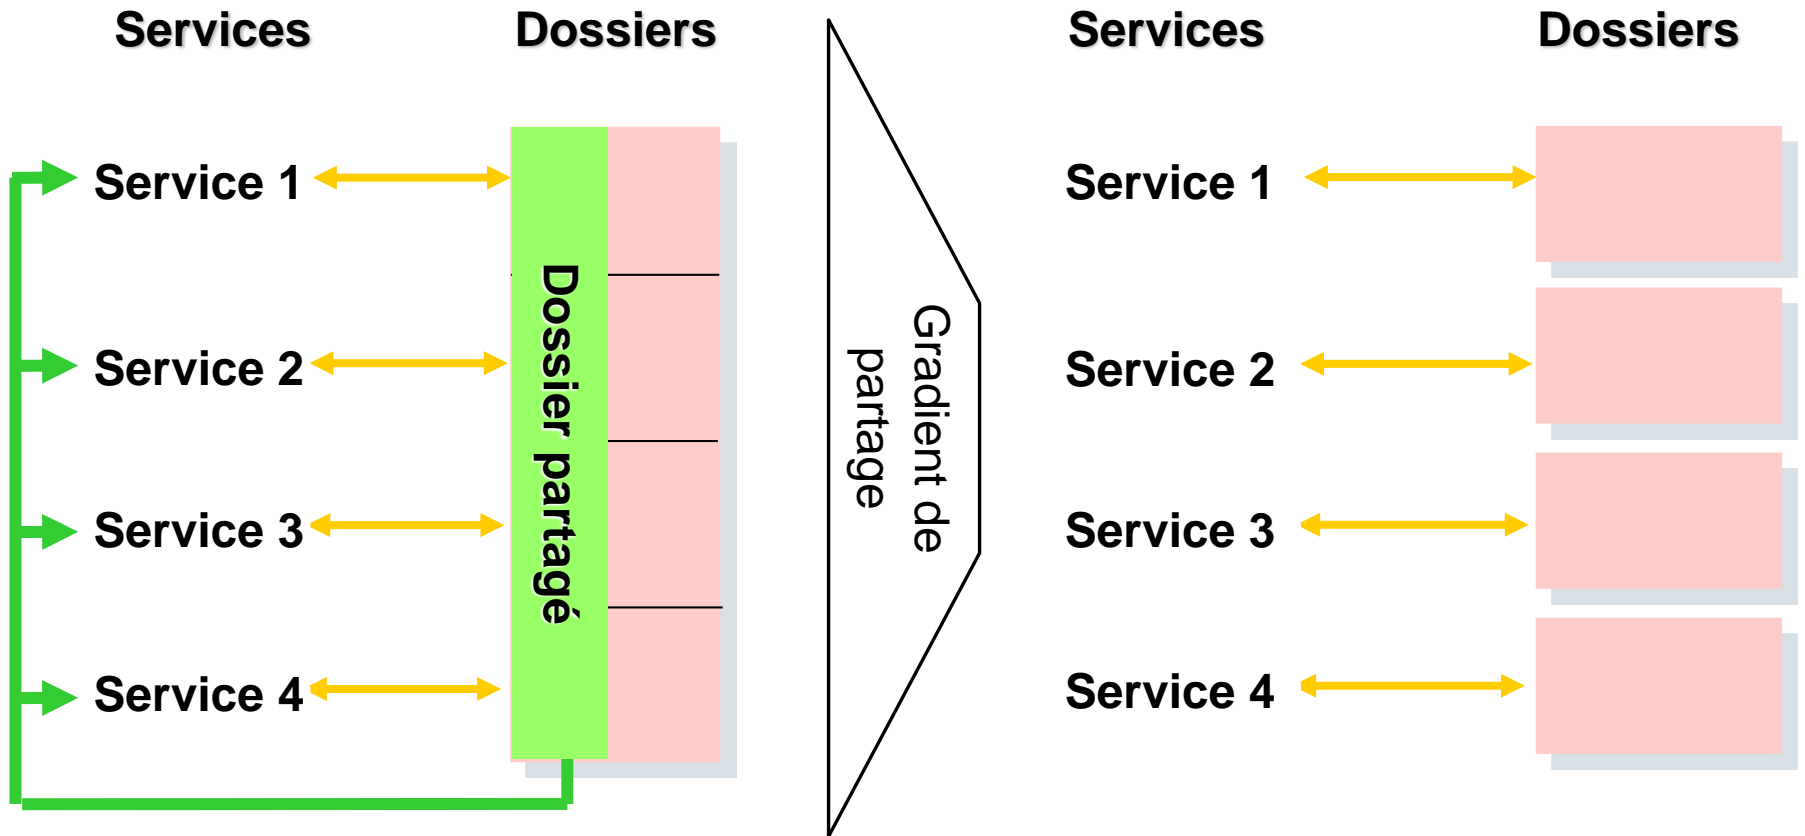 Services
Dossiers
Service 1
Service 2
Service 3
Service 4
Dossier partagé
Gradient de
partage
Services
Dossiers
Service 1
Service 2
Service 3
Service 4